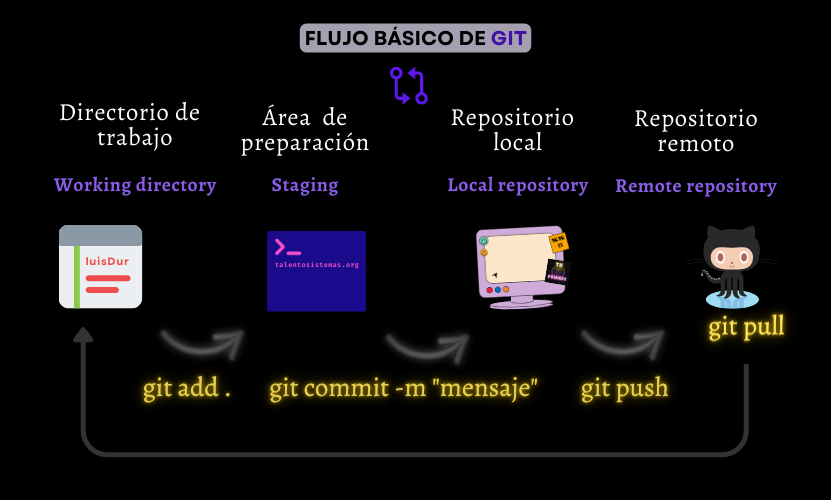 FLUJO BÁSICO DE GIT
Directorio de
trabajo
Working directory
Área de
preparación
Staging
Repositorio
local
Local repository
Repositorio
remoto
Remote repository
luisDur
talentosistemas.org
git add .
git commit -m "mensaje"
git push
git pull